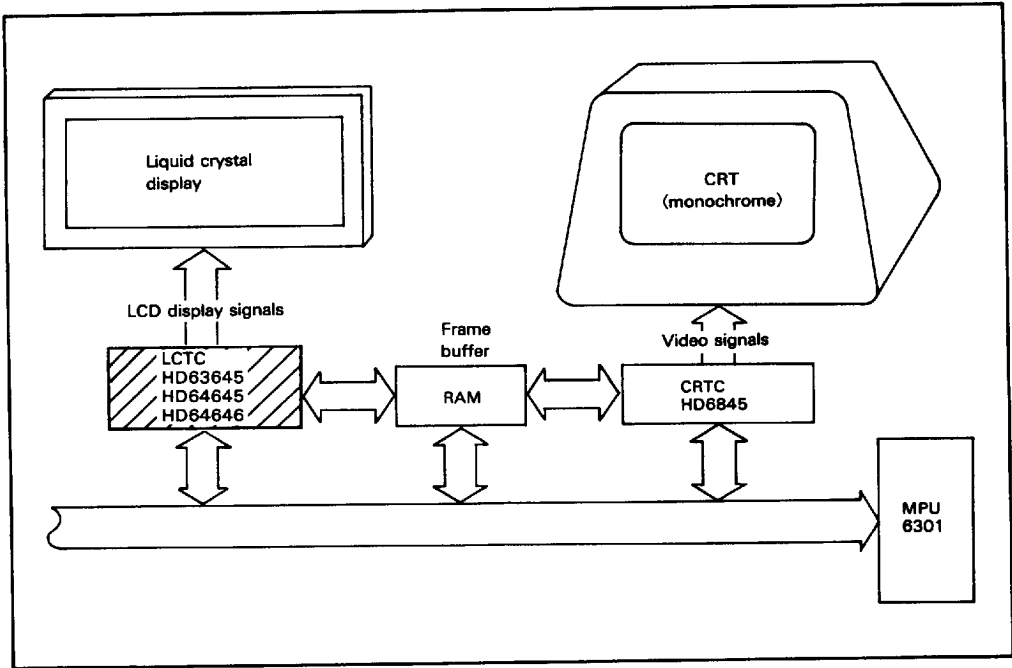 Liquid crystal
display
CRT
(monochrome)
LCD display signals
Frame
buffer
Video signals
LCTC
HD63645
HD64645
HD64646
RAM
CRTC
HD6845
MPU
6301